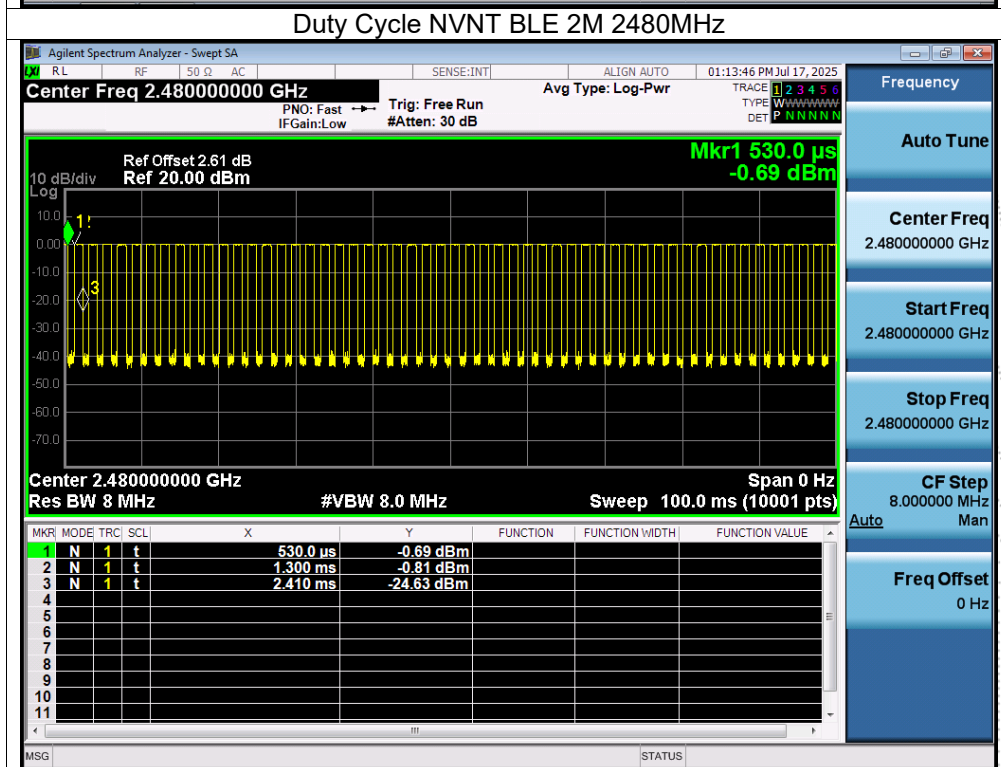 Duty Cycle NVNT BLE 2M 2480MHz
Agilent Spectrum Analyzer - Swept SA
LXI RL RF 50 Ω AC SENSE:INT ALIGN AUTO 01:13:46 PM Jul 17, 2025
Center Freq 2.480000000 GHz
PNO: Fast
IFGain:Low
Trig: Free Run
#Atten: 30 dB
Avg Type: Log-Pwr
TRACE 1 2 3 4 5 6
TYPE WWWWWWW
DET P N N N N N
Frequency
Auto Tune
Center Freq
2.480000000 GHz
Start Freq
2.480000000 GHz
Stop Freq
2.480000000 GHz
CF Step
8.000000 MHz
Auto Man
Freq Offset
0 Hz
Mkr1 530.0 µs
-0.69 dBm
Ref Offset 2.61 dB
10 dB/div Ref 20.00 dBm
Log
10.0
0.00
-10.0
-20.0
-30.0
-40.0
-50.0
-60.0
-70.0
1
3
Center 2.480000000 GHz Span 0 Hz
Res BW 8 MHz #VBW 8.0 MHz Sweep 100.0 ms (10001 pts)
MKR MODE TRC SCL X Y FUNCTION FUNCTION WIDTH FUNCTION VALUE
1 N 1 t 530.0 µs -0.69 dBm
2 N 1 t 1.300 ms -0.81 dBm
3 N 1 t 2.410 ms -24.63 dBm
4
5
6
7
8
9
10
11
MSG STATUS